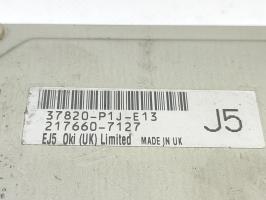 37820-P1J-E13
217660-7127
EJ5 Oki (UK) Limited MADE IN UK
J5